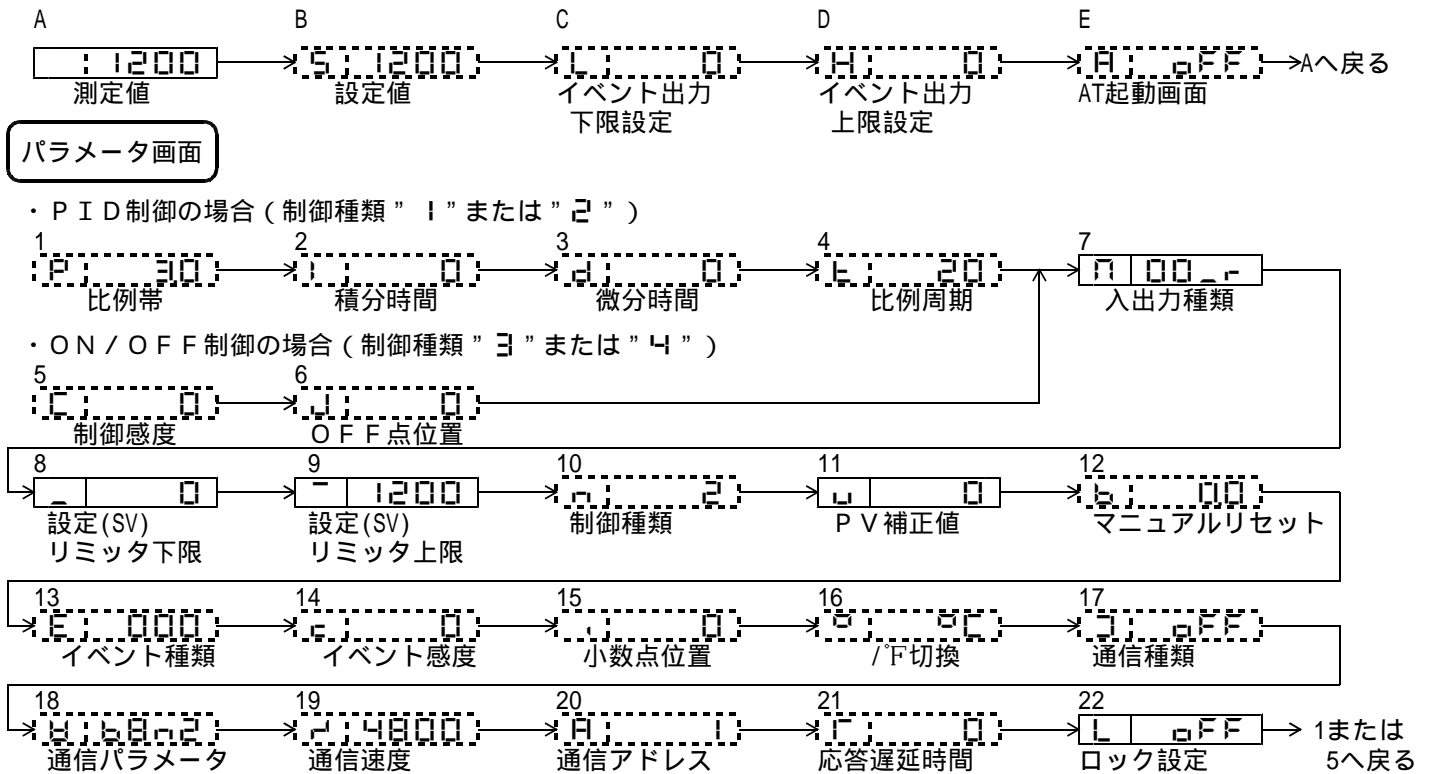 A B C D E
1200 S 1200 L 0 H 0 A oFF Aへ戻る
測定値 設定値 イベント出力 イベント出力 AT起動画面
下限設定 上限設定
パラメータ画面
・ＰＩＤ制御の場合（制御種類”1”または”2”）
1 2 3 4 7
P 3.0 I 0 d 0 t 20 M 00_r
比例帯 積分時間 微分時間 比例周期 入出力種類
・ＯＮ／ＯＦＦ制御の場合（制御種類”3”または”4”）
5 6
C 0 J 0
制御感度 ＯＦＦ点位置
8 9 10 11 12
_ 0 ¯ 1200 n 2 u 0 b 0.0
設定(SV) 設定(SV) 制御種類 ＰＶ補正値 マニュアルリセット
リミッタ下限 リミッタ上限
13 14 15 16 17
E 000 c 0 . 0 ° °C oFF
イベント種類 イベント感度 小数点位置 /°F切換 通信種類
18 19 20 21 22
b8n2 4800 A 1 0 L oFF 1または
通信パラメータ 通信速度 通信アドレス 応答遅延時間 ロック設定 5へ戻る